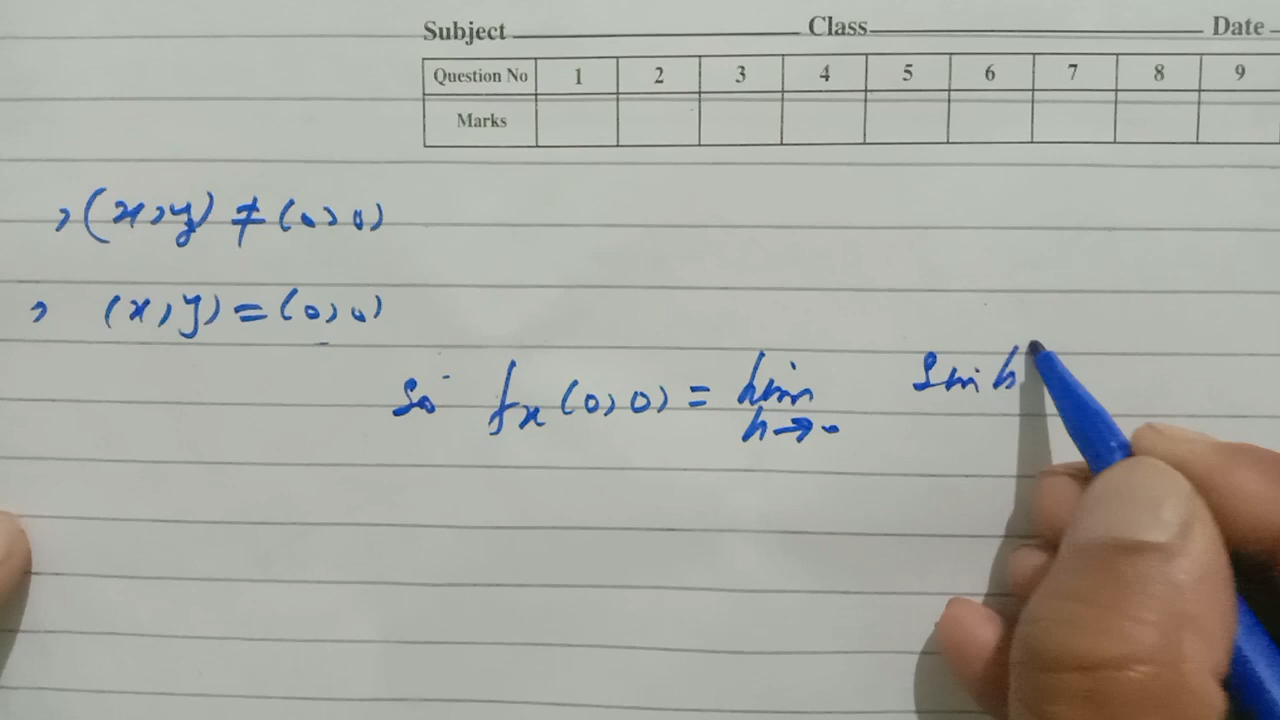 Subject Class Date
Question No 1 2 3 4 5 6 7 8 9
Marks
, (x, y) ≠ (0, 0)
, (x, y) = (0, 0)
So fx (0, 0) = lim Sin h
h→0